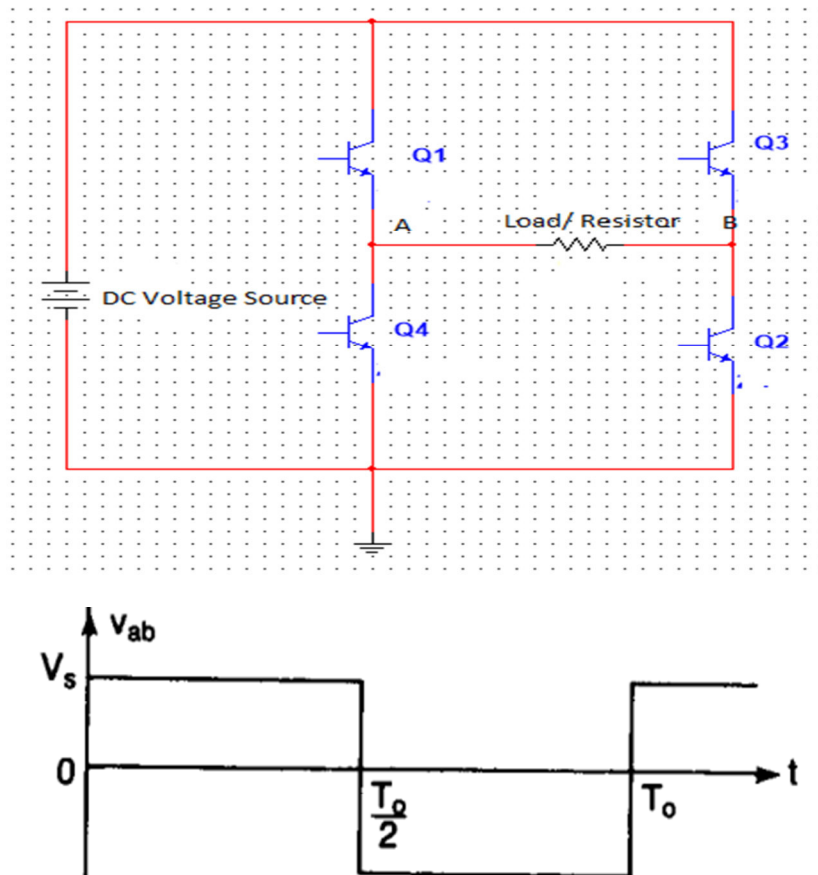 Q1
Q3
A
Load/ Resistor
B
DC Voltage Source
Q4
Q2
vab
Vs
0
To/2
To
t